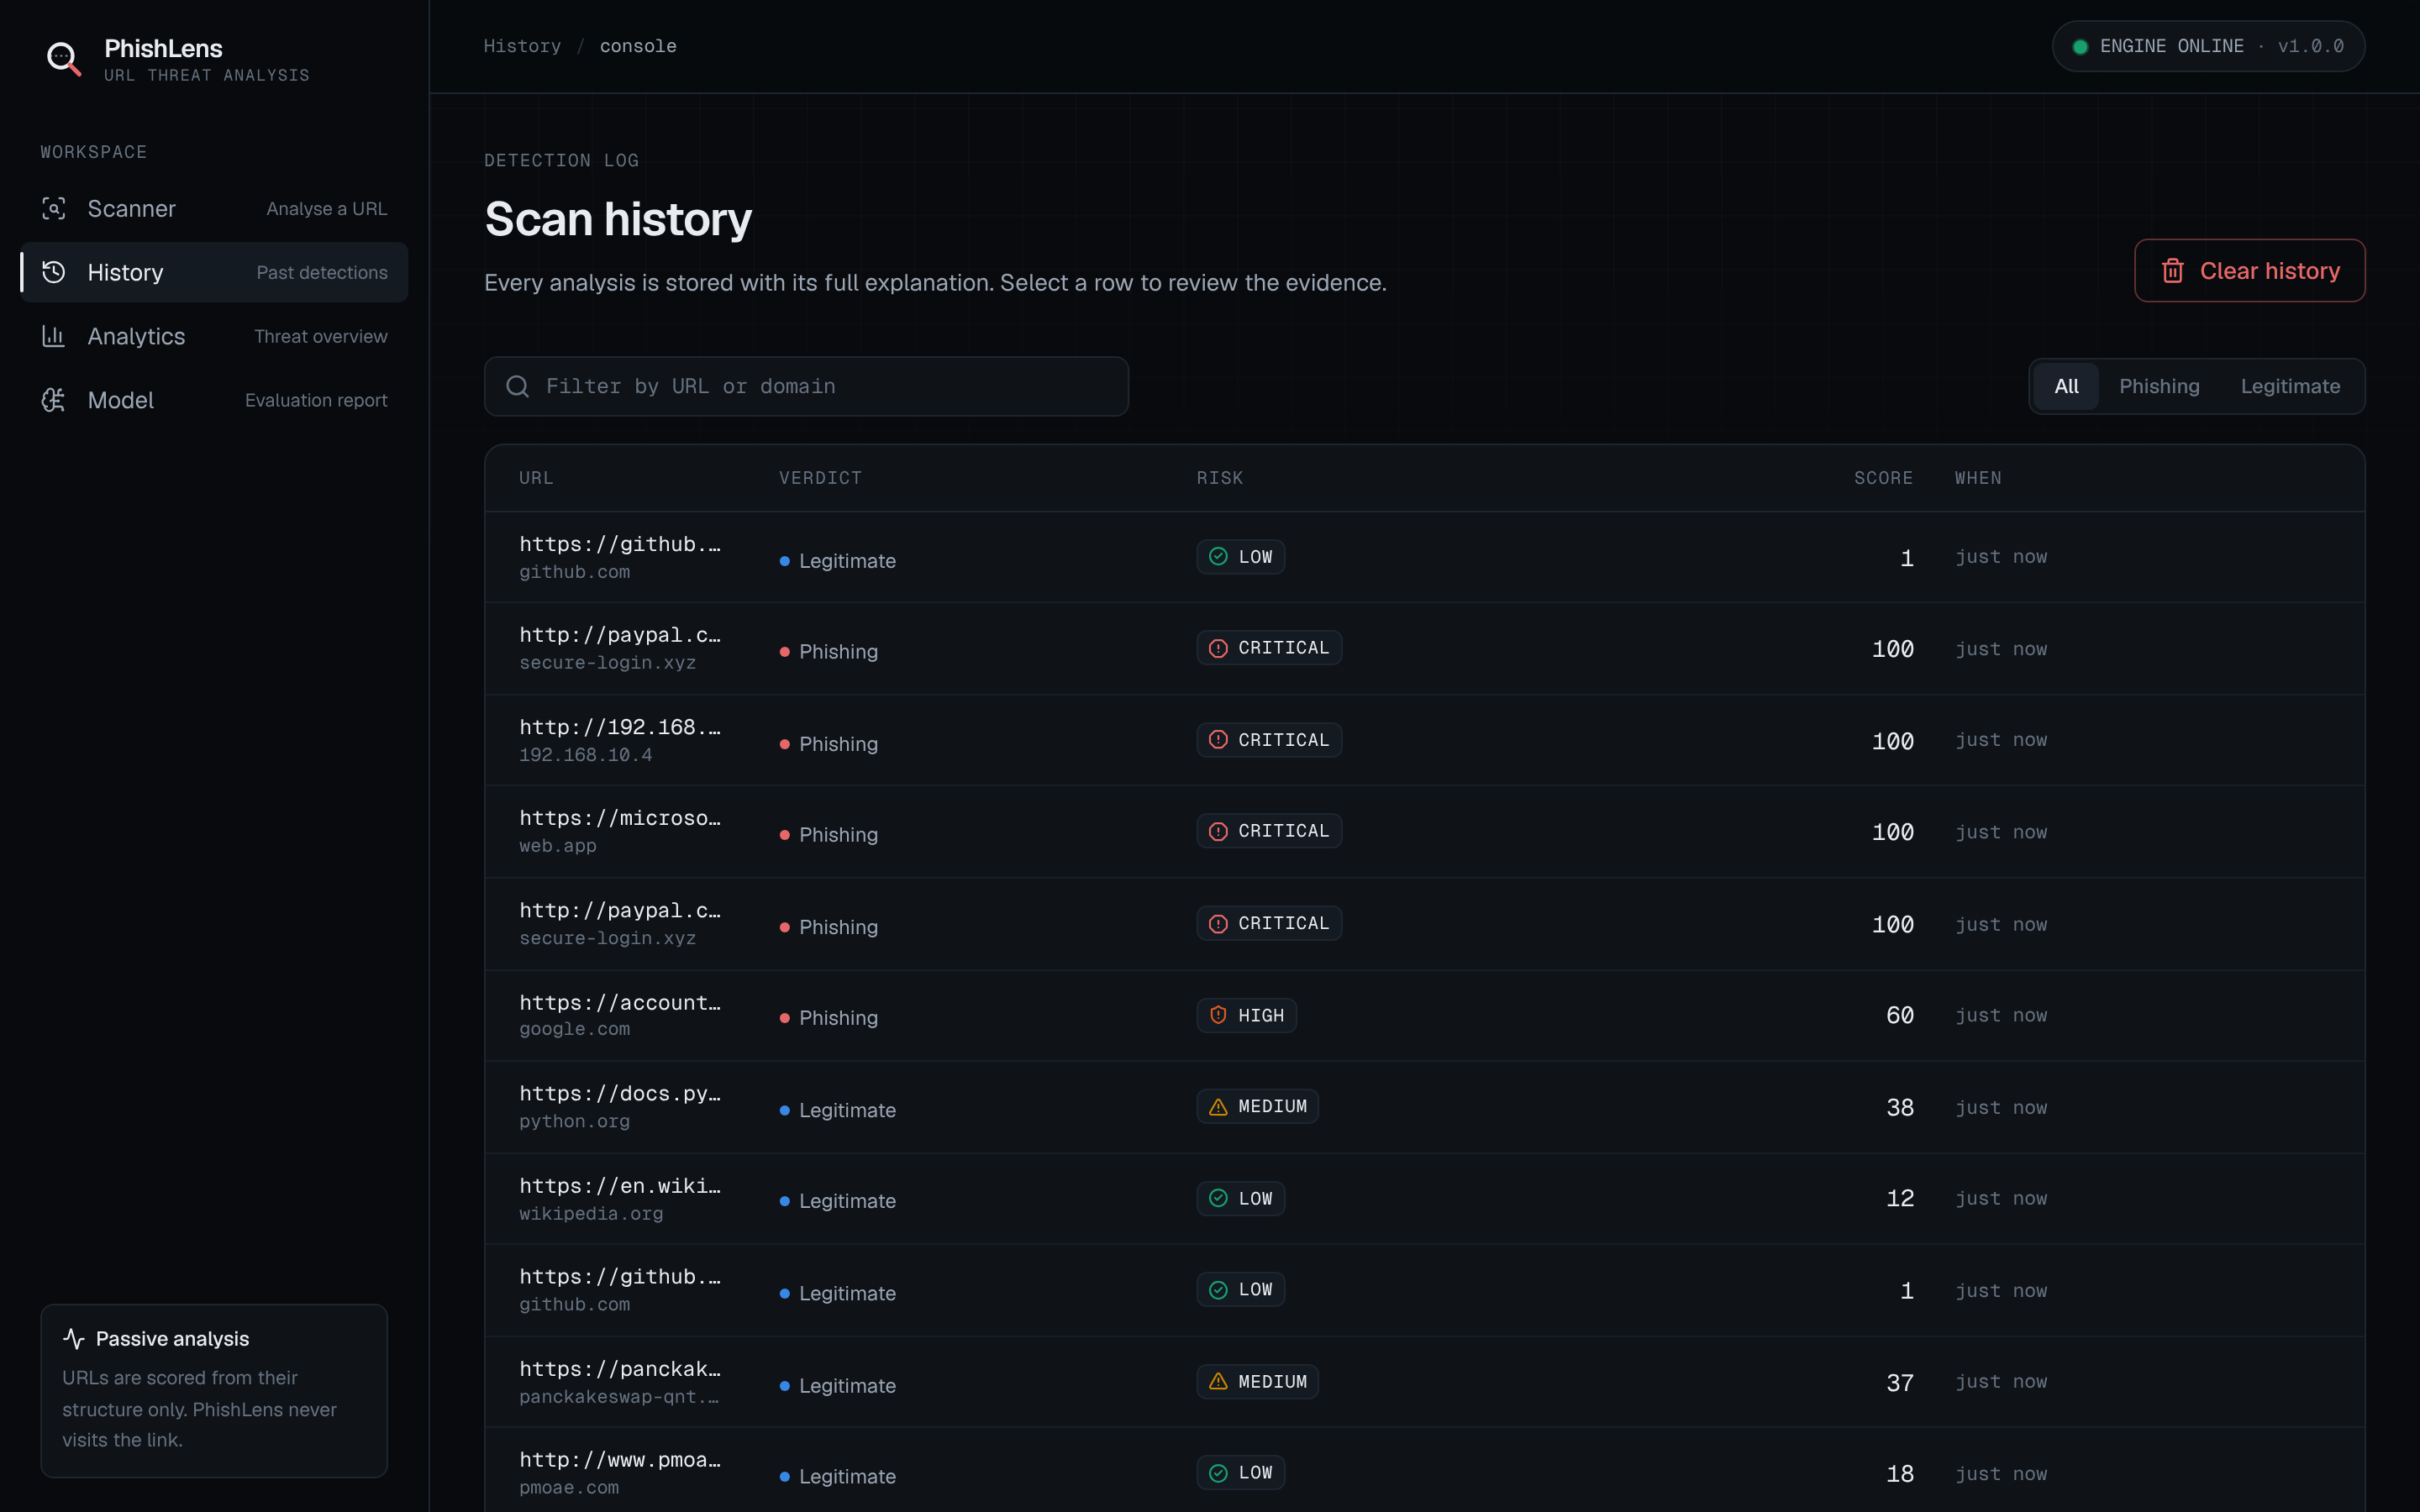 PhishLens
URL THREAT ANALYSIS
WORKSPACE
Scanner Analyse a URL
History Past detections
Analytics Threat overview
Model Evaluation report
Passive analysis
URLs are scored from their
structure only. PhishLens never
visits the link.
History / console
ENGINE ONLINE · v1.0.0
DETECTION LOG
Scan history
Every analysis is stored with its full explanation. Select a row to review the evidence.
Clear history
Filter by URL or domain
All Phishing Legitimate
URL VERDICT RISK SCORE WHEN
https://github.…
github.com
Legitimate LOW 1 just now
http://paypal.c…
secure-login.xyz
Phishing CRITICAL 100 just now
http://192.168.…
192.168.10.4
Phishing CRITICAL 100 just now
https://microso…
web.app
Phishing CRITICAL 100 just now
http://paypal.c…
secure-login.xyz
Phishing CRITICAL 100 just now
https://account…
google.com
Phishing HIGH 60 just now
https://docs.py…
python.org
Legitimate MEDIUM 38 just now
https://en.wiki…
wikipedia.org
Legitimate LOW 12 just now
https://github.…
github.com
Legitimate LOW 1 just now
https://panckak…
panckakeswap-qnt.…
Legitimate MEDIUM 37 just now
http://www.pmoa…
pmoae.com
Legitimate LOW 18 just now